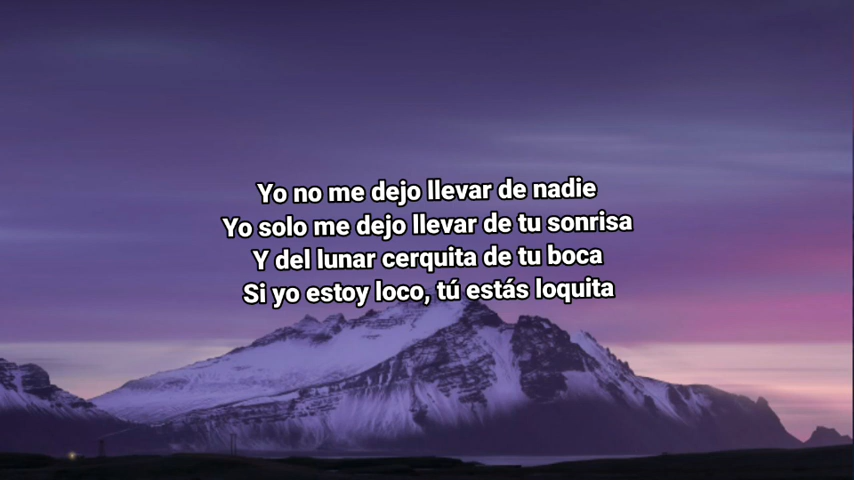 Yo no me dejo llevar de nadie
Yo solo me dejo llevar de tu sonrisa
Y del lunar cerquita de tu boca
Si yo estoy loco, tú estás loquita